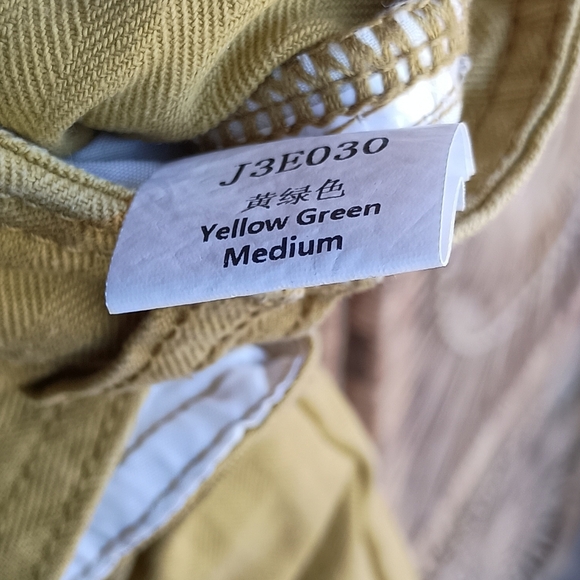 J3E030
黄绿色
Yellow Green
Medium